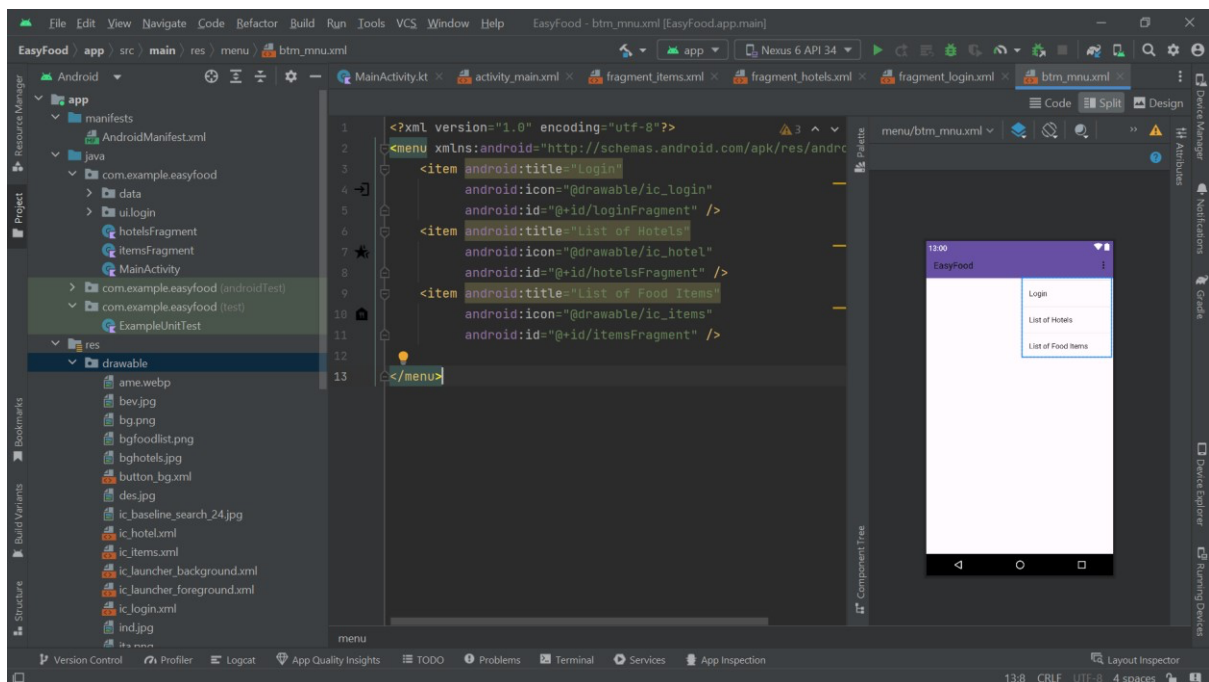 File Edit View Navigate Code Refactor Build Run Tools VCS Window Help EasyFood - btm_mnu.xml [EasyFood.app.main]
EasyFood app src main res menu btm_mnu.xml
app Nexus 6 API 34
Android
MainActivity.kt activity_main.xml fragment_items.xml fragment_hotels.xml fragment_login.xml btm_mnu.xml
Code Split Design
Resource Manager
Project
Bookmarks
Build Variants
Structure
app
manifests
AndroidManifest.xml
java
com.example.easyfood
data
ui.login
hotelsFragment
itemsFragment
MainActivity
com.example.easyfood (androidTest)
com.example.easyfood (test)
ExampleUnitTest
res
drawable
ame.webp
bev.jpg
bg.png
bgfoodlist.png
bghotels.jpg
button_bg.xml
des.jpg
ic_baseline_search_24.jpg
ic_hotel.xml
ic_items.xml
ic_launcher_background.xml
ic_launcher_foreground.xml
ic_login.xml
ind.jpg
3
1 <?xml version="1.0" encoding="utf-8"?>
2 <menu xmlns:android="http://schemas.android.com/apk/res/andro
3 <item android:title="Login"
4 android:icon="@drawable/ic_login"
5 android:id="@+id/loginFragment" />
6 <item android:title="List of Hotels"
7 android:icon="@drawable/ic_hotel"
8 android:id="@+id/hotelsFragment" />
9 <item android:title="List of Food Items"
10 android:icon="@drawable/ic_items"
11 android:id="@+id/itemsFragment" />
12
13 </menu>
menu
Palette
Component Tree
menu/btm_mnu.xml
13:00
EasyFood
Login
List of Hotels
List of Food Items
Attributes
Device Manager
Notifications
Gradle
Device Explorer
Running Devices
Version Control Profiler Logcat App Quality Insights TODO Problems Terminal Services App Inspection Layout Inspector
13:8 CRLF UTF-8 4 spaces